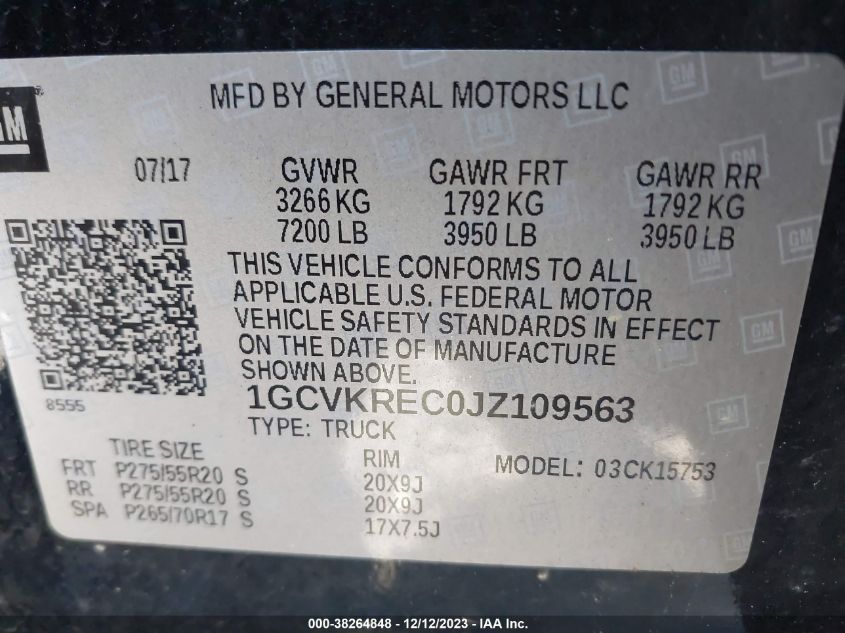 MFD BY GENERAL MOTORS LLC
GM
®
07/17 GVWR GAWR FRT GAWR RR
3266 KG 1792 KG 1792 KG
7200 LB 3950 LB 3950 LB
THIS VEHICLE CONFORMS TO ALL
APPLICABLE U.S. FEDERAL MOTOR
VEHICLE SAFETY STANDARDS IN EFFECT
ON THE DATE OF MANUFACTURE
SHOWN ABOVE.
8555
1GCVKREC0JZ109563
TYPE: TRUCK
TIRE SIZE RIM MODEL: 03CK15753
FRT P275/55R20 S 20X9J
RR P275/55R20 S 20X9J
SPA P265/70R17 S 17X7.5J
000-38264848 - 12/12/2023 - IAA Inc.